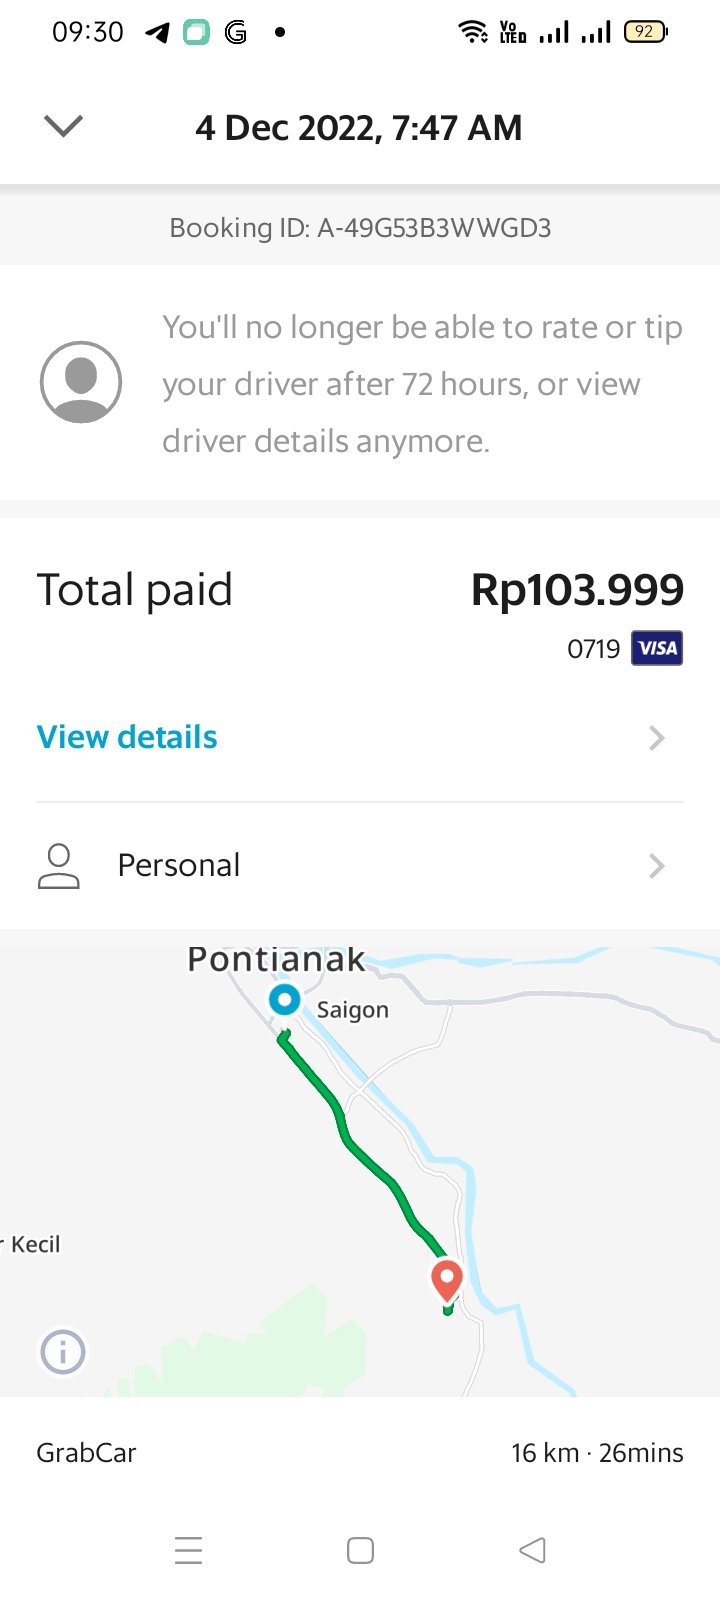 09:30
Vo
LTED
92
4 Dec 2022, 7:47 AM
Booking ID: A-49G53B3WWGD3
You'll no longer be able to rate or tip
your driver after 72 hours, or view
driver details anymore.
Total paid
Rp103.999
0719 VISA
View details
Personal
Pontianak
Saigon
r Kecil
GrabCar
16 km · 26mins